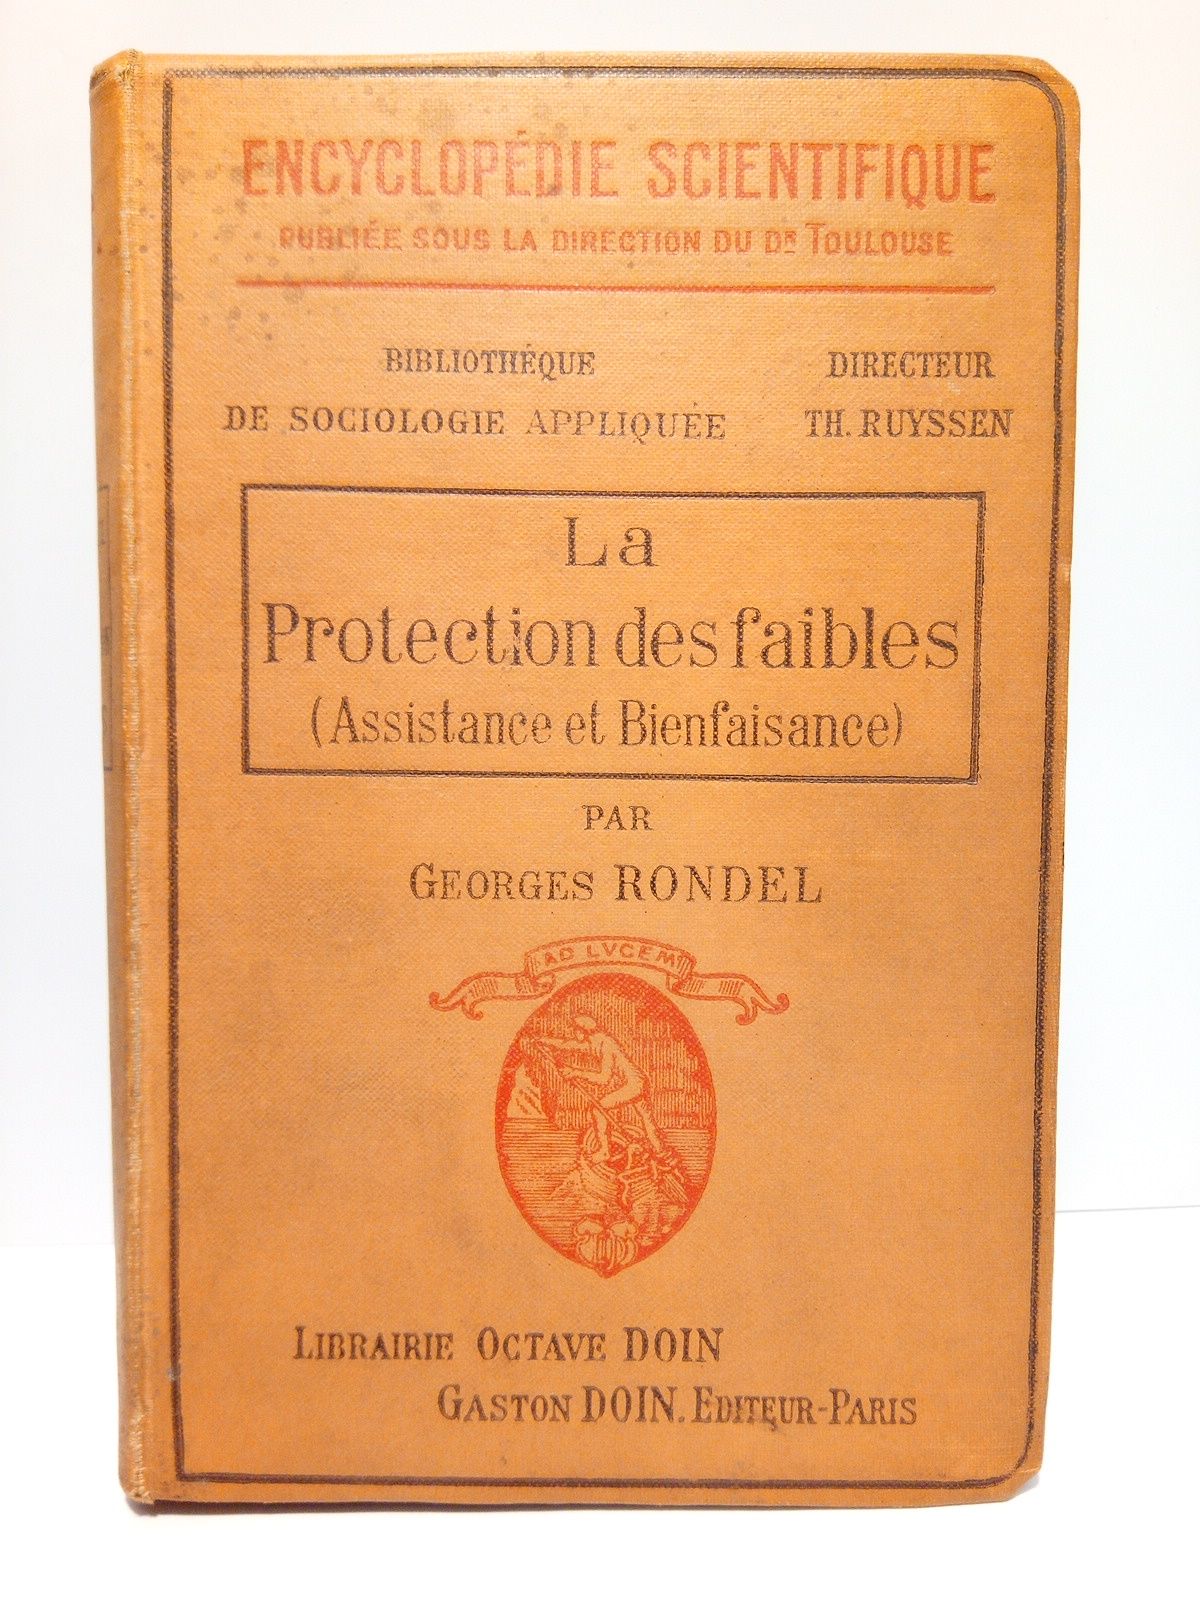 ENCYCLOPÉDIE SCIENTIFIQUE
PUBLIÉE SOUS LA DIRECTION DU DR TOULOUSE
BIBLIOTHÉQUE
DE SOCIOLOGIE APPLIQUÉE
DIRECTEUR
TH. RUYSSEN
La
Protection des faibles
(Assistance et Bienfaisance)
PAR
GEORGES RONDEL
AD LVCEM
LIBRAIRIE OCTAVE DOIN
GASTON DOIN. EDITEUR-PARIS